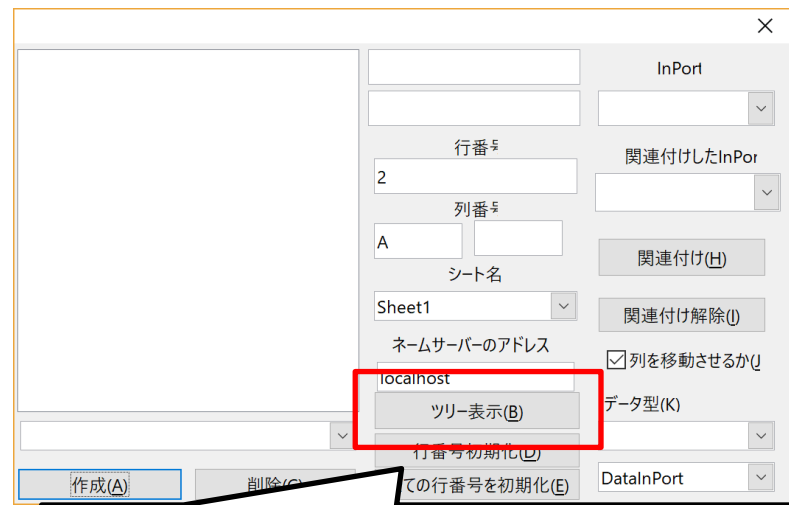 InPort
行番号
関連付けしたInPor
2
列番号
A
関連付け(H)
シート名
Sheet1
関連付け解除(I)
ネームサーバーのアドレス
列を移動させるか(J
localhost
ツリー表示(B)
データ型(K)
行番号初期化(D)
作成(A)
削除(C)
ての行番号を初期化(E)
DataInPort